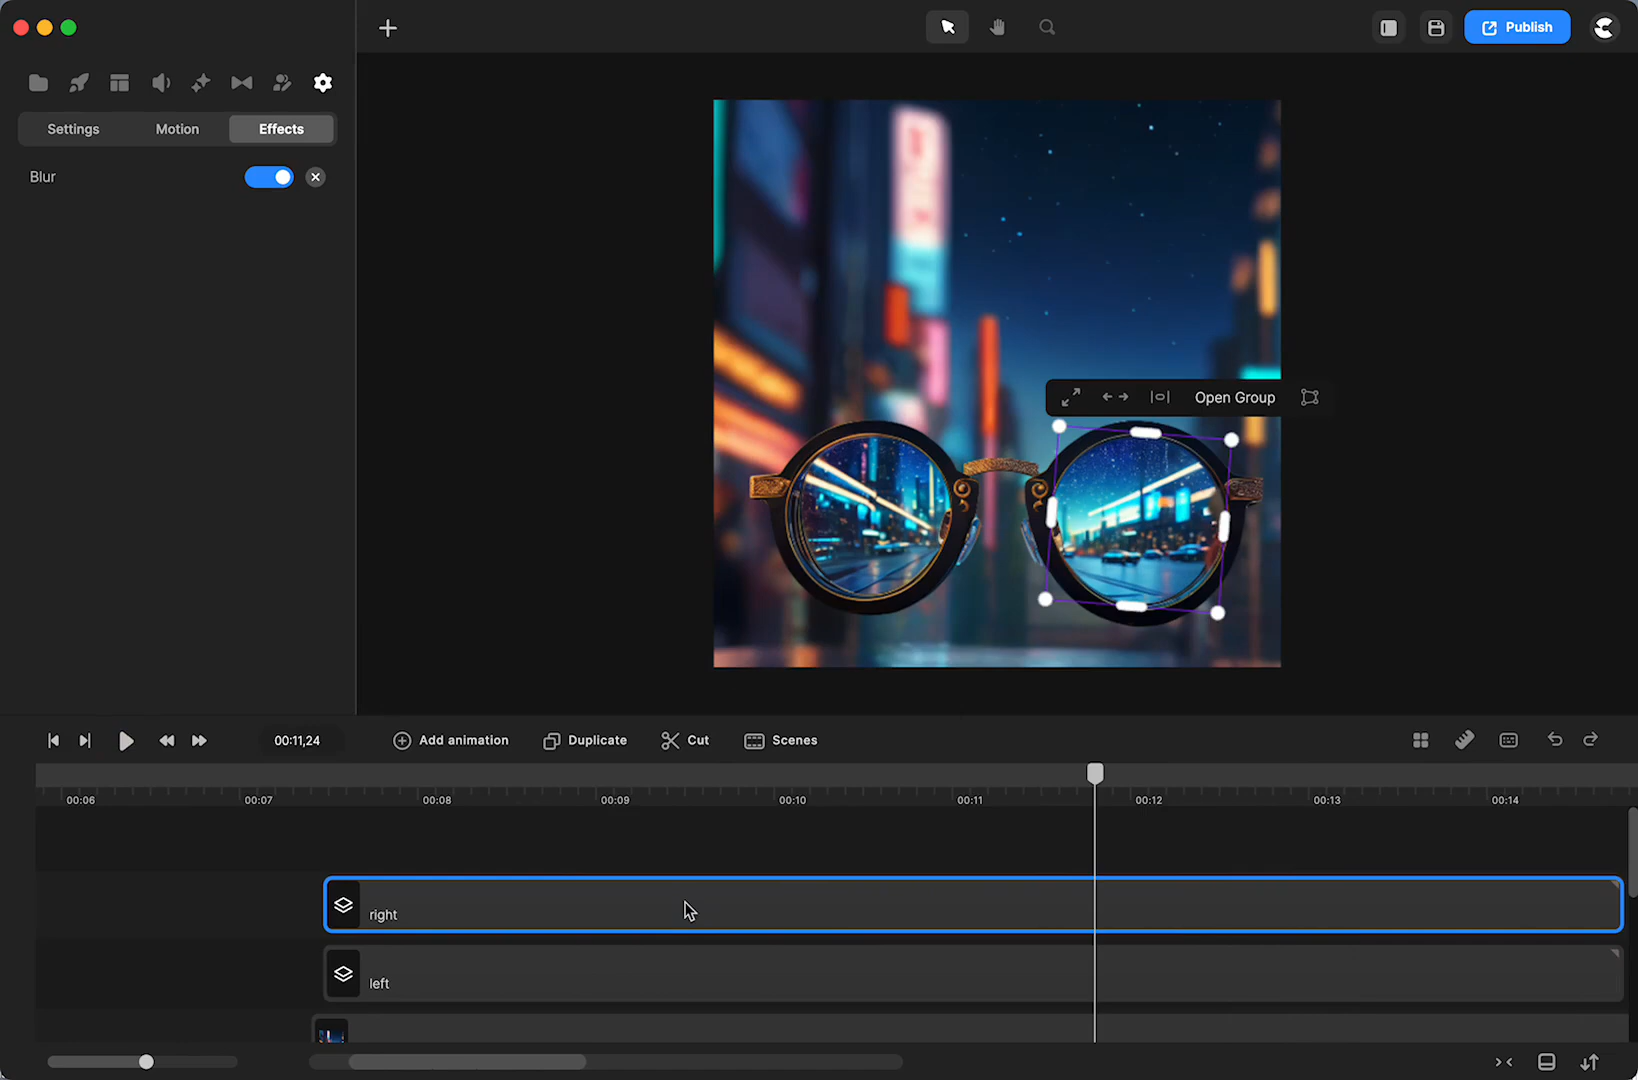 Publish
Settings
Motion
Effects
Blur
Open Group
00:11,24
Add animation
Duplicate
Cut
Scenes
00:06
00:07
00:08
00:09
00:10
00:11
00:12
00:13
00:14
right
left